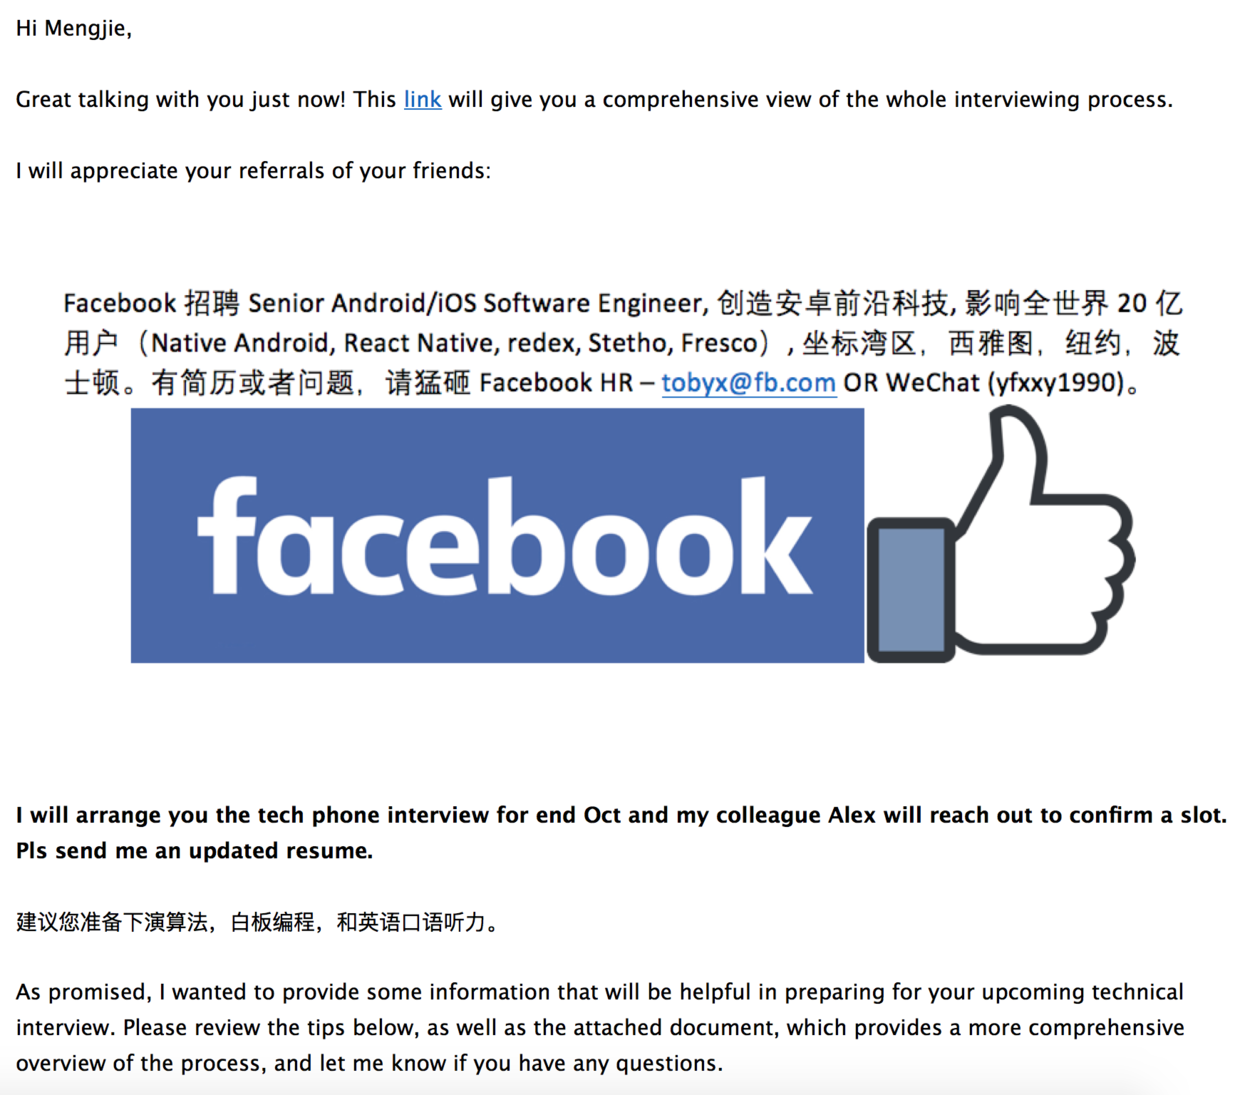 Hi Mengjie,
Great talking with you just now! This link will give you a comprehensive view of the whole interviewing process.
I will appreciate your referrals of your friends:
Facebook 招聘 Senior Android/iOS Software Engineer, 创造安卓前沿科技, 影响全世界 20 亿
用户（Native Android, React Native, redex, Stetho, Fresco）, 坐标湾区，西雅图，纽约，波
士顿。有简历或者问题，请猛砸 Facebook HR – tobyx@fb.com OR WeChat (yfxxy1990)。
facebook
I will arrange you the tech phone interview for end Oct and my colleague Alex will reach out to confirm a slot.
Pls send me an updated resume.
建议您准备下演算法，白板编程，和英语口语听力。
As promised, I wanted to provide some information that will be helpful in preparing for your upcoming technical
interview. Please review the tips below, as well as the attached document, which provides a more comprehensive
overview of the process, and let me know if you have any questions.